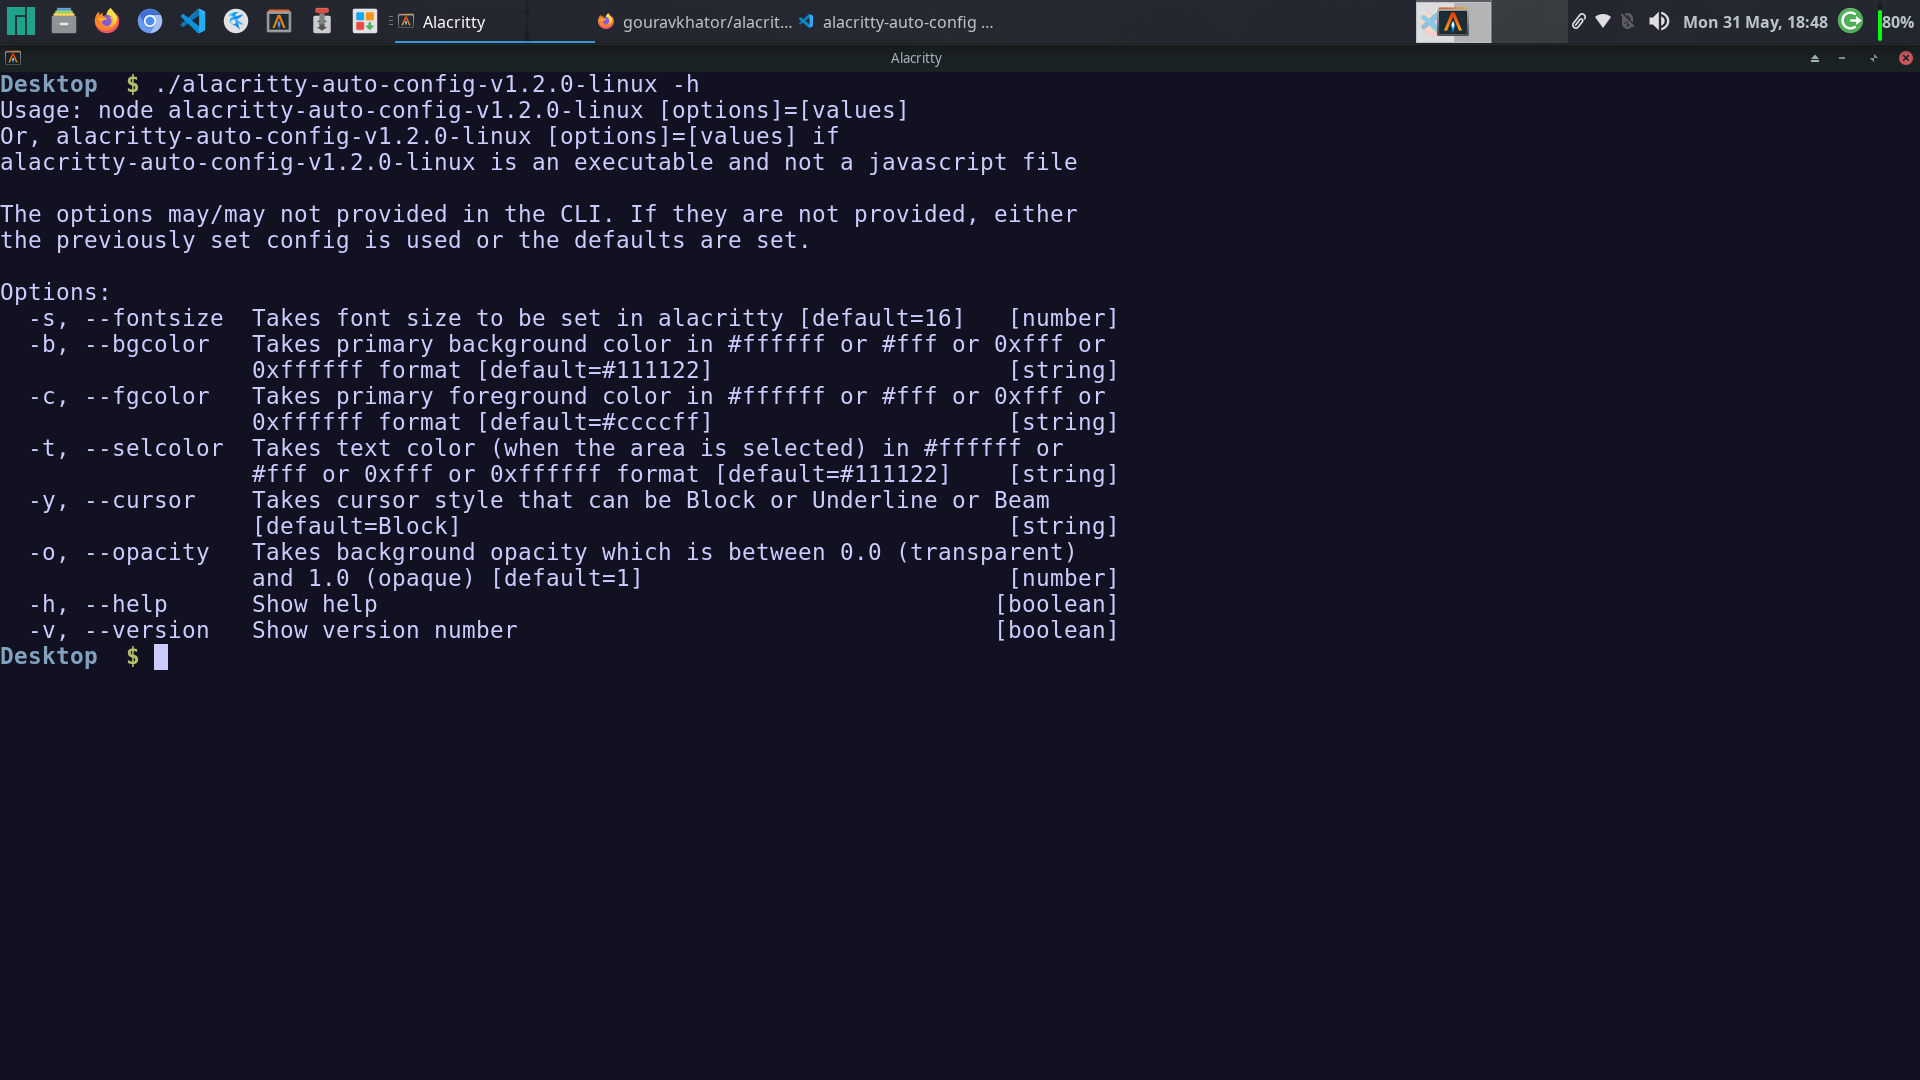 Alacritty
gouravkhator/alacrit...
alacritty-auto-config ...
Mon 31 May, 18:48
80%
Alacritty
Desktop  $ ./alacritty-auto-config-v1.2.0-linux -h
Usage: node alacritty-auto-config-v1.2.0-linux [options]=[values]
Or, alacritty-auto-config-v1.2.0-linux [options]=[values] if
alacritty-auto-config-v1.2.0-linux is an executable and not a javascript file
The options may/may not provided in the CLI. If they are not provided, either
the previously set config is used or the defaults are set.
Options:
  -s, --fontsize  Takes font size to be set in alacritty [default=16]   [number]
  -b, --bgcolor   Takes primary background color in #ffffff or #fff or 0xfff or
                  0xffffff format [default=#111122]                     [string]
  -c, --fgcolor   Takes primary foreground color in #ffffff or #fff or 0xfff or
                  0xffffff format [default=#ccccff]                     [string]
  -t, --selcolor  Takes text color (when the area is selected) in #ffffff or
                  #fff or 0xfff or 0xffffff format [default=#111122]    [string]
  -y, --cursor    Takes cursor style that can be Block or Underline or Beam
                  [default=Block]                                       [string]
  -o, --opacity   Takes background opacity which is between 0.0 (transparent)
                  and 1.0 (opaque) [default=1]                          [number]
  -h, --help      Show help                                            [boolean]
  -v, --version   Show version number                                  [boolean]
Desktop  $